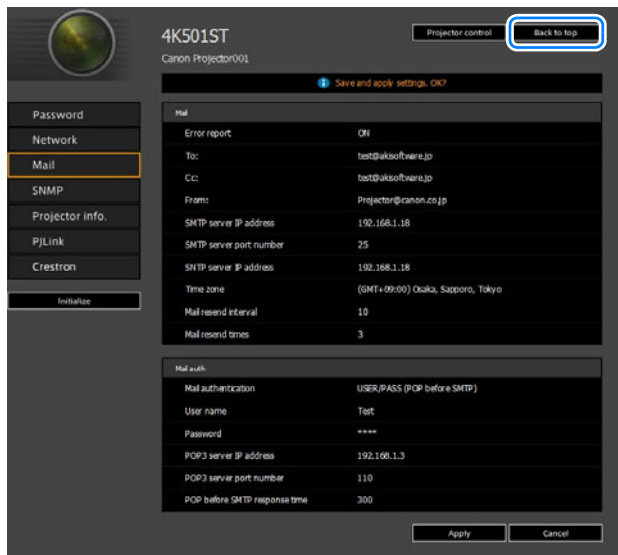 4K501ST
Projector control
Back to top
Canon Projector001
Save and apply settings. OK?
Password
Network
Mail
SNMP
Projector info.
PJLink
Crestron
Initialize
Mail
Error report ON
To: test@akisoftware.jp
Cc: test@akisoftware.jp
From: Projector@canon.co.jp
SMTP server IP address 192.168.1.18
SMTP server port number 25
SNTP server IP address 192.168.1.18
Time zone (GMT+09:00) Osaka, Sapporo, Tokyo
Mail resend interval 10
Mail resend times 3
Mail auth
Mail authentication USER/PASS (POP before SMTP)
User name Test
Password ****
POP3 server IP address 192.168.1.3
POP3 server port number 110
POP before SMTP response time 300
Apply
Cancel